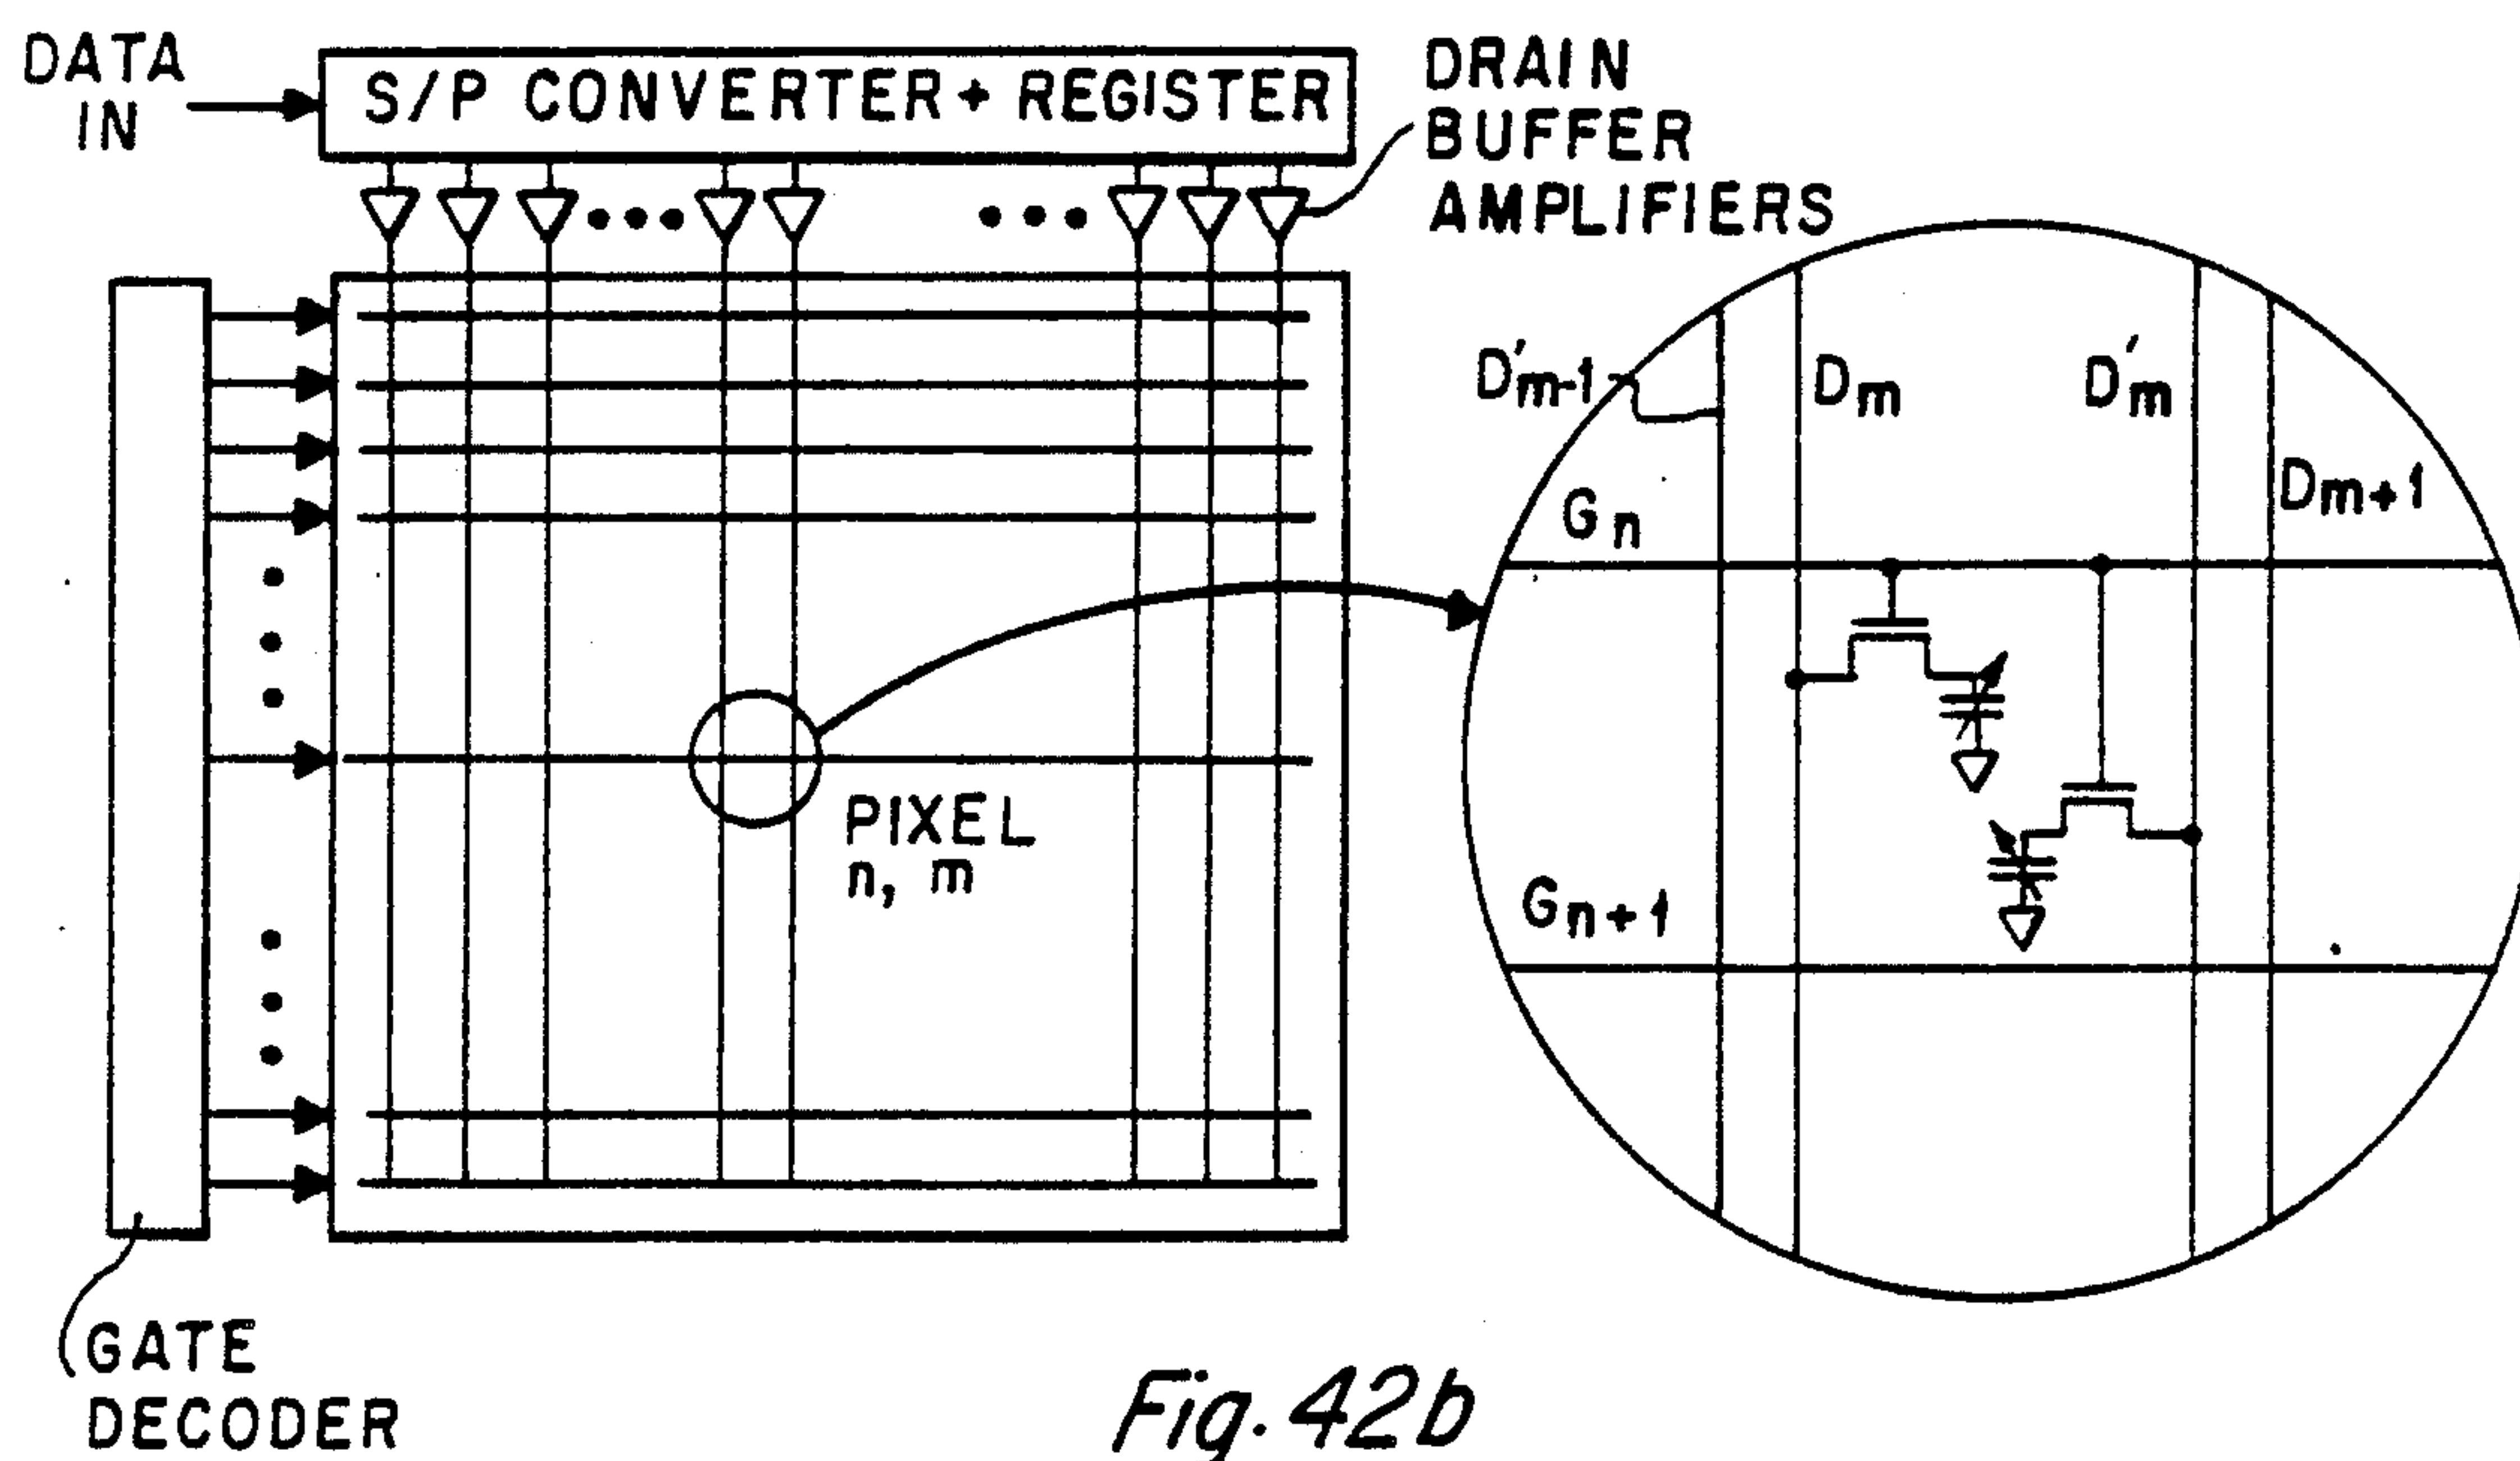 DATA
IN
S/P CONVERTER + REGISTER
DRAIN
BUFFER
AMPLIFIERS
D'm-1
Dm
D'm
Dm+1
Gn
Gn+1
PIXEL
n, m
GATE
DECODER
Fig. 42b